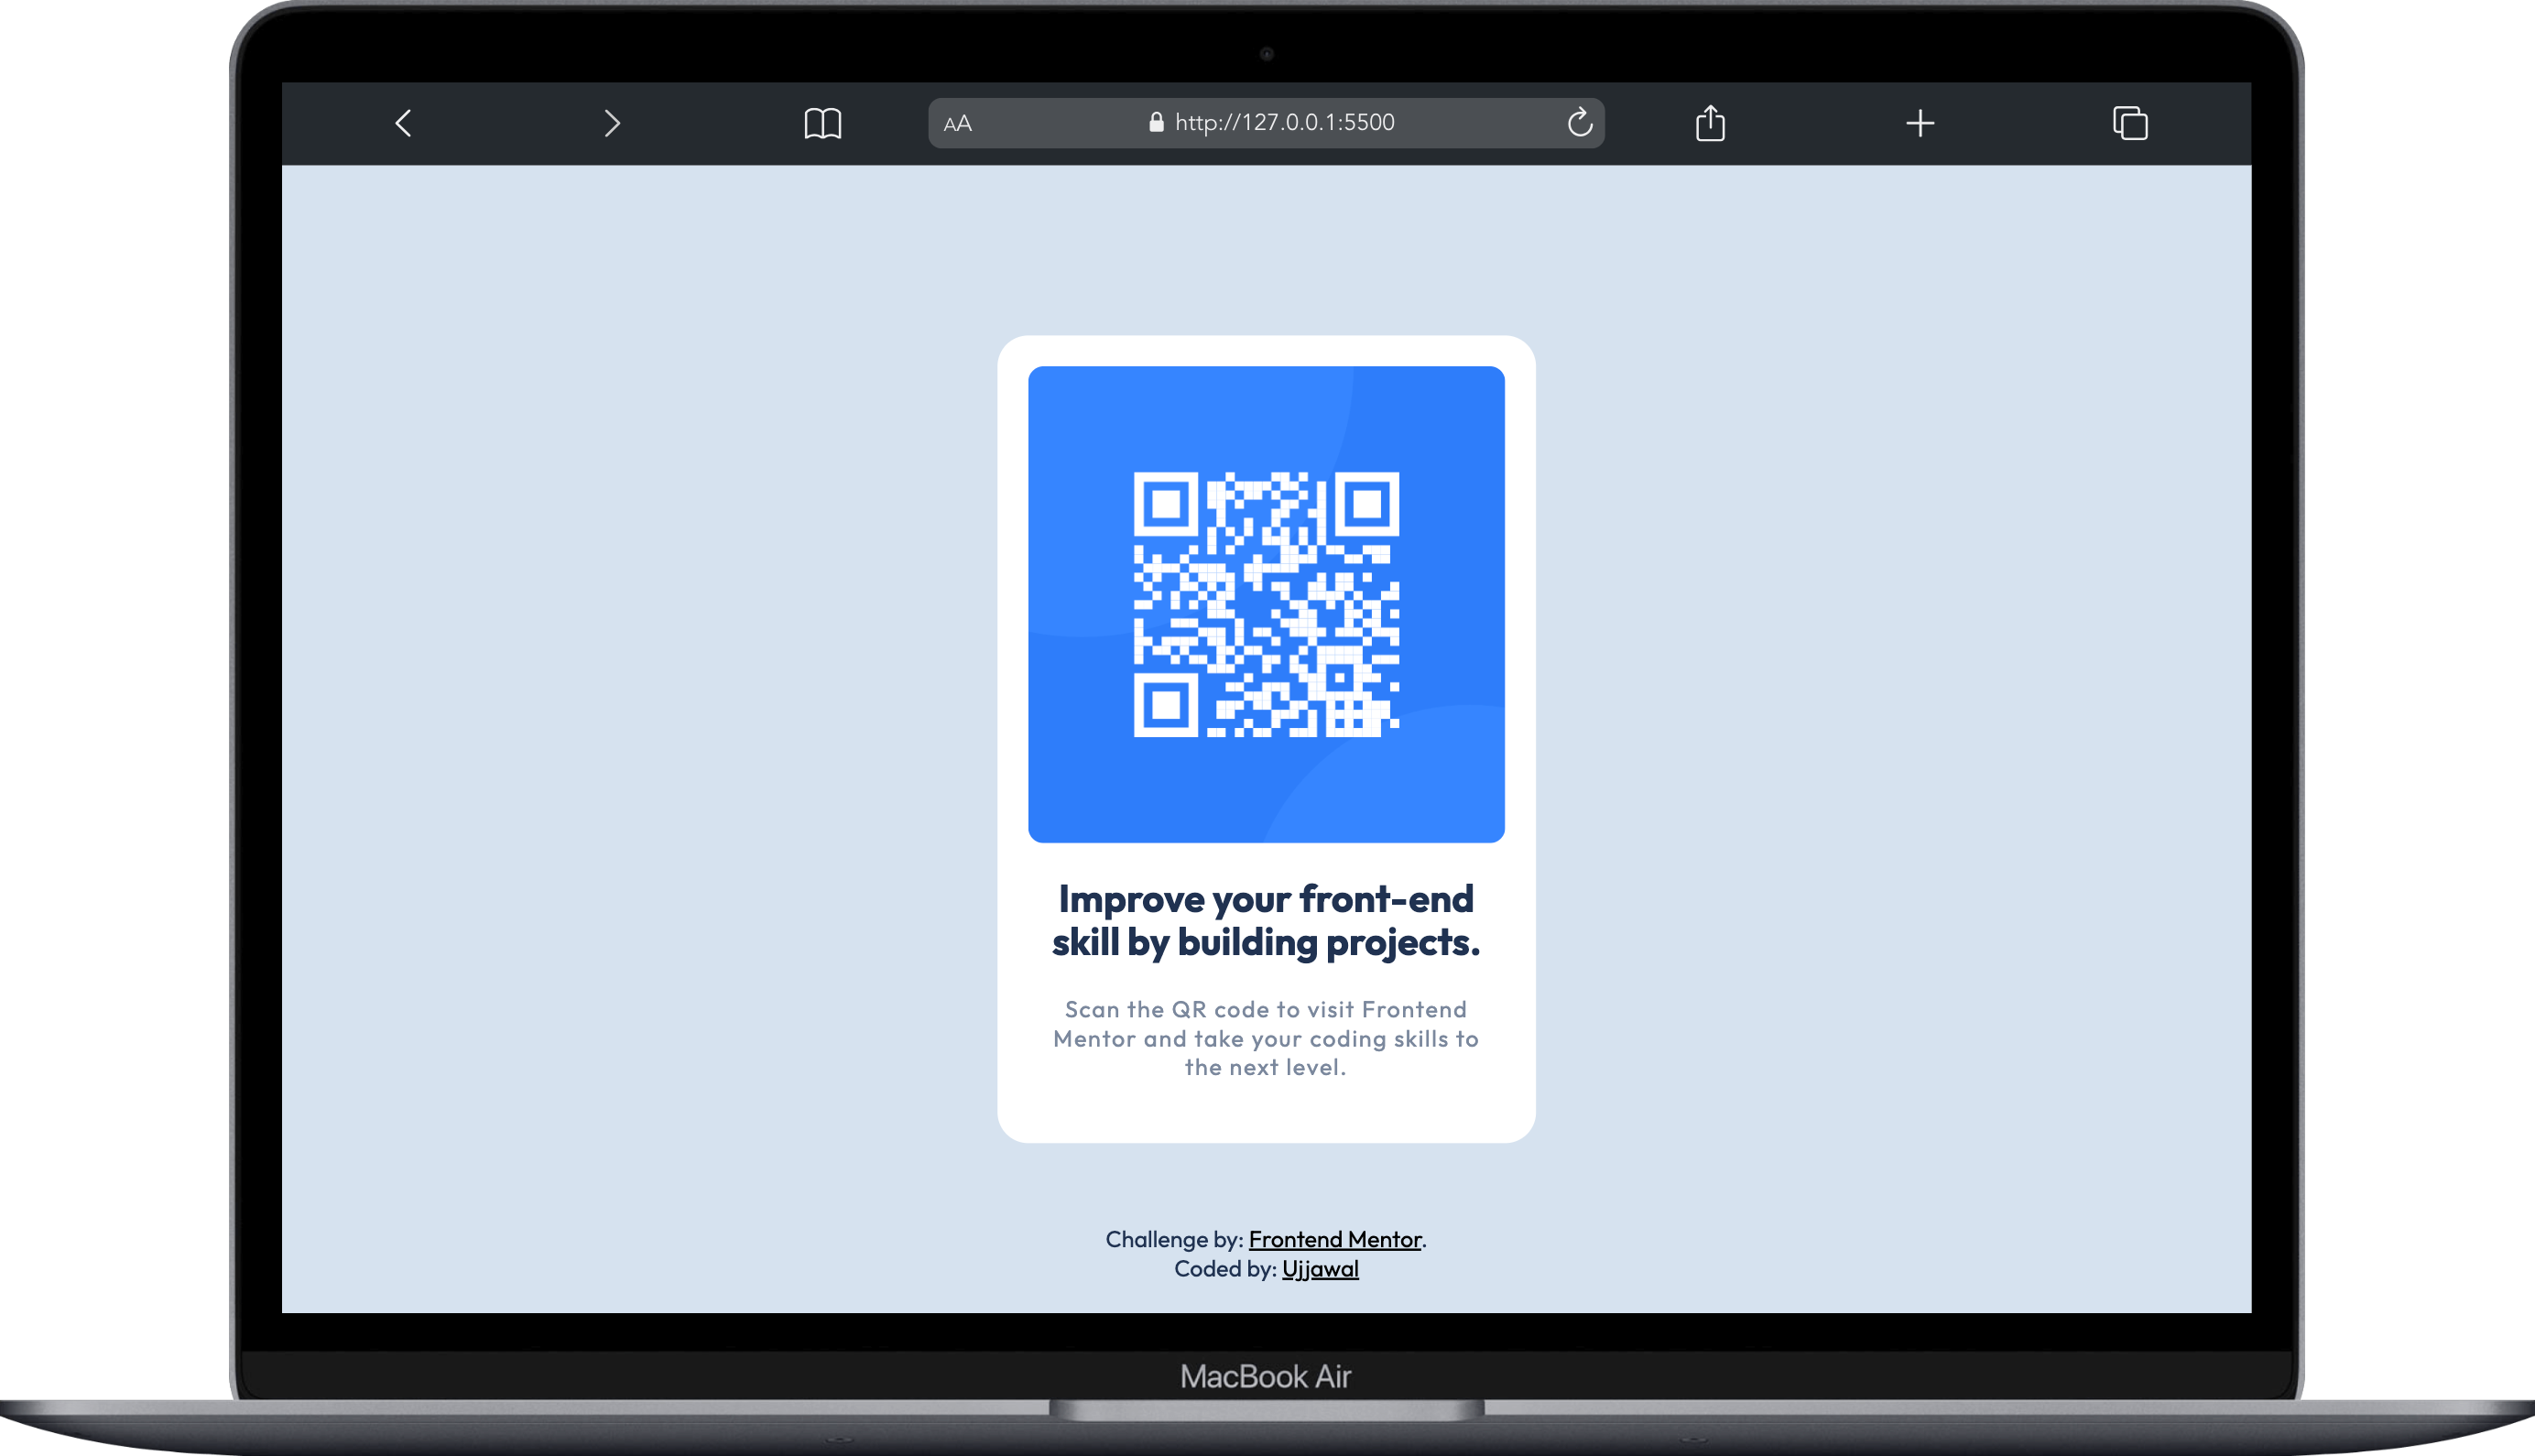 AA http://127.0.0.1:5500
Improve your front-end
skill by building projects.
Scan the QR code to visit Frontend
Mentor and take your coding skills to
the next level.
Challenge by: Frontend Mentor.
Coded by: Ujjawal
MacBook Air